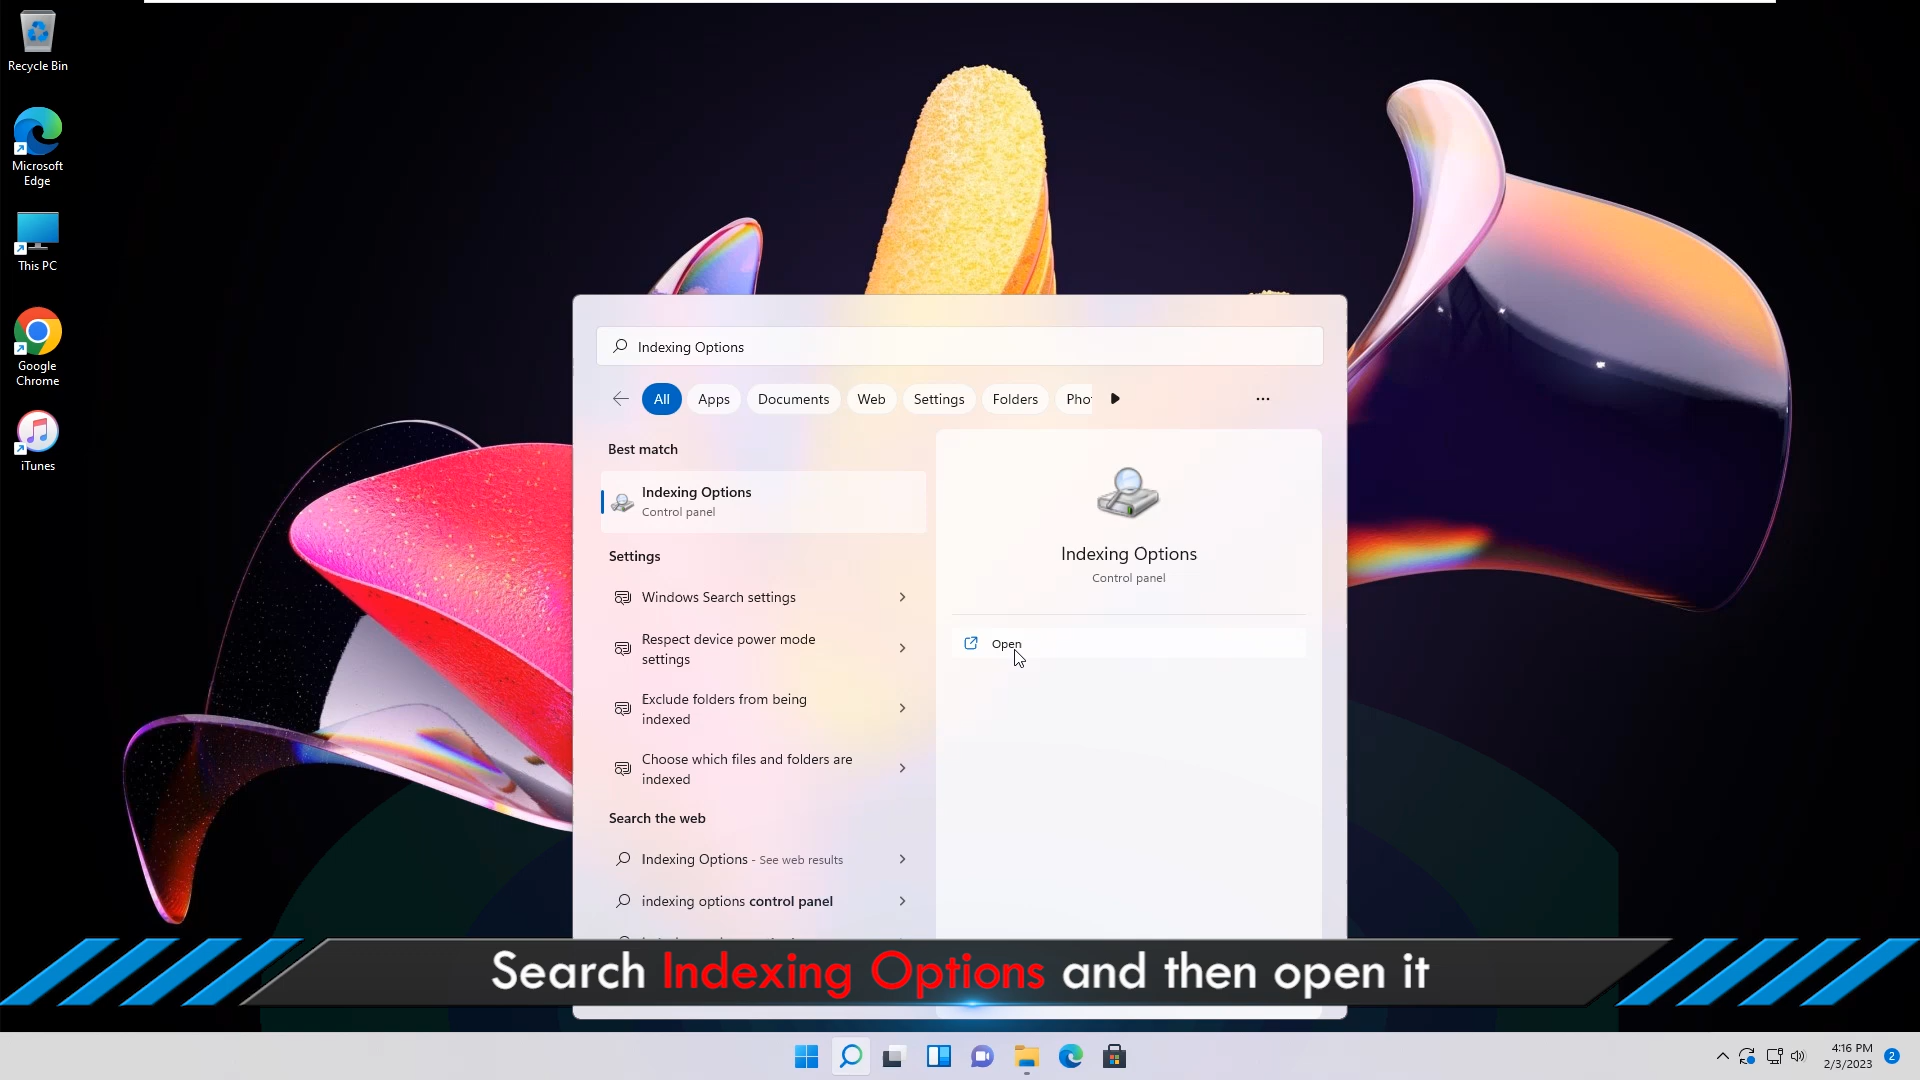 Recycle Bin
Microsoft
Edge
This PC
Google
Chrome
iTunes
Indexing Options
All
Apps
Documents
Web
Settings
Folders
Pho
Best match
Indexing Options
Control panel
Settings
Windows Search settings
Respect device power mode
settings
Exclude folders from being
indexed
Choose which files and folders are
indexed
Search the web
Indexing Options - See web results
indexing options control panel
Indexing Options
Control panel
Open
Search Indexing Options and then open it
4:16 PM
2/3/2023
2